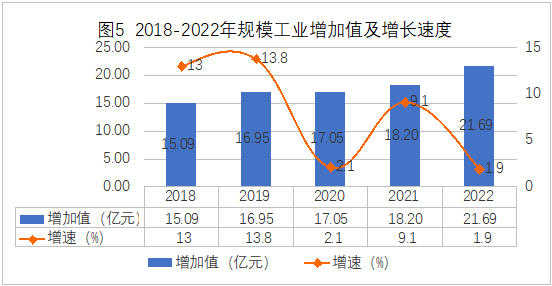 图5 2018-2022年规模工业增加值及增长速度
25.00 15
20.00
15.00 10
10.00
5.00 5
0.00 0
13 13.8 2.1 9.1 1.9
15.09 16.95 17.05 18.20 21.69
2018 2019 2020 2021 2022
增加值（亿元） 15.09 16.95 17.05 18.20 21.69
增速（%） 13 13.8 2.1 9.1 1.9
增加值（亿元） 增速（%）